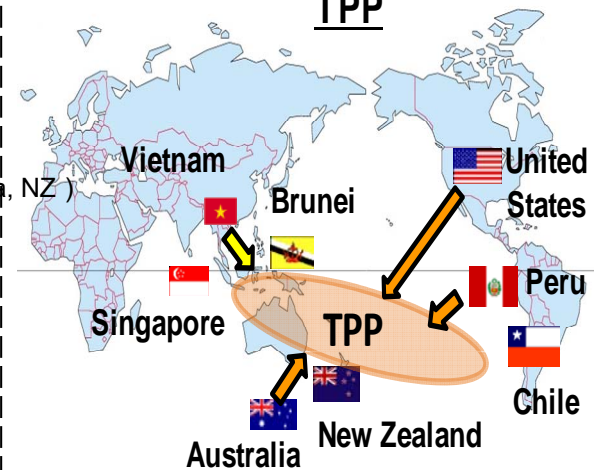 TPP
Vietnam
, NZ )
Brunei
United
States
Peru
Singapore
TPP
Chile
New Zealand
Australia